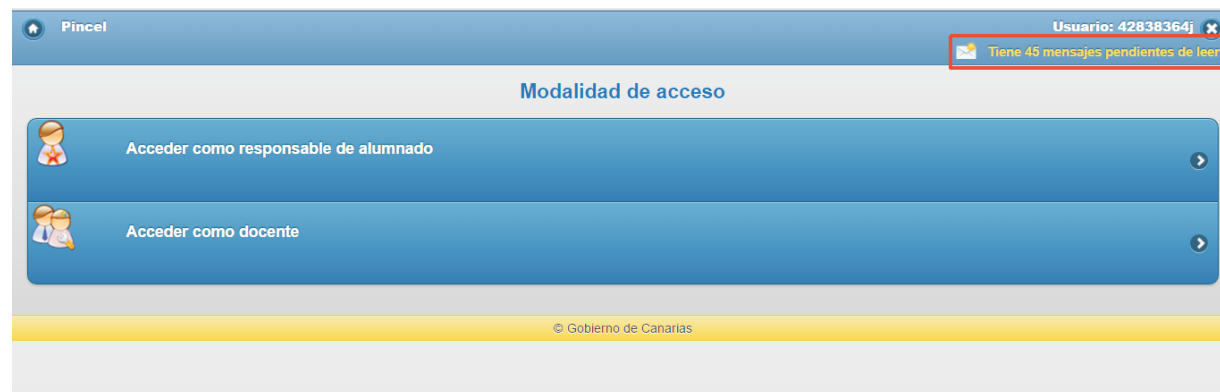 Pincel
Usuario: 42838364j
Tiene 45 mensajes pendientes de leer
Modalidad de acceso
Acceder como responsable de alumnado
Acceder como docente
© Gobierno de Canarias